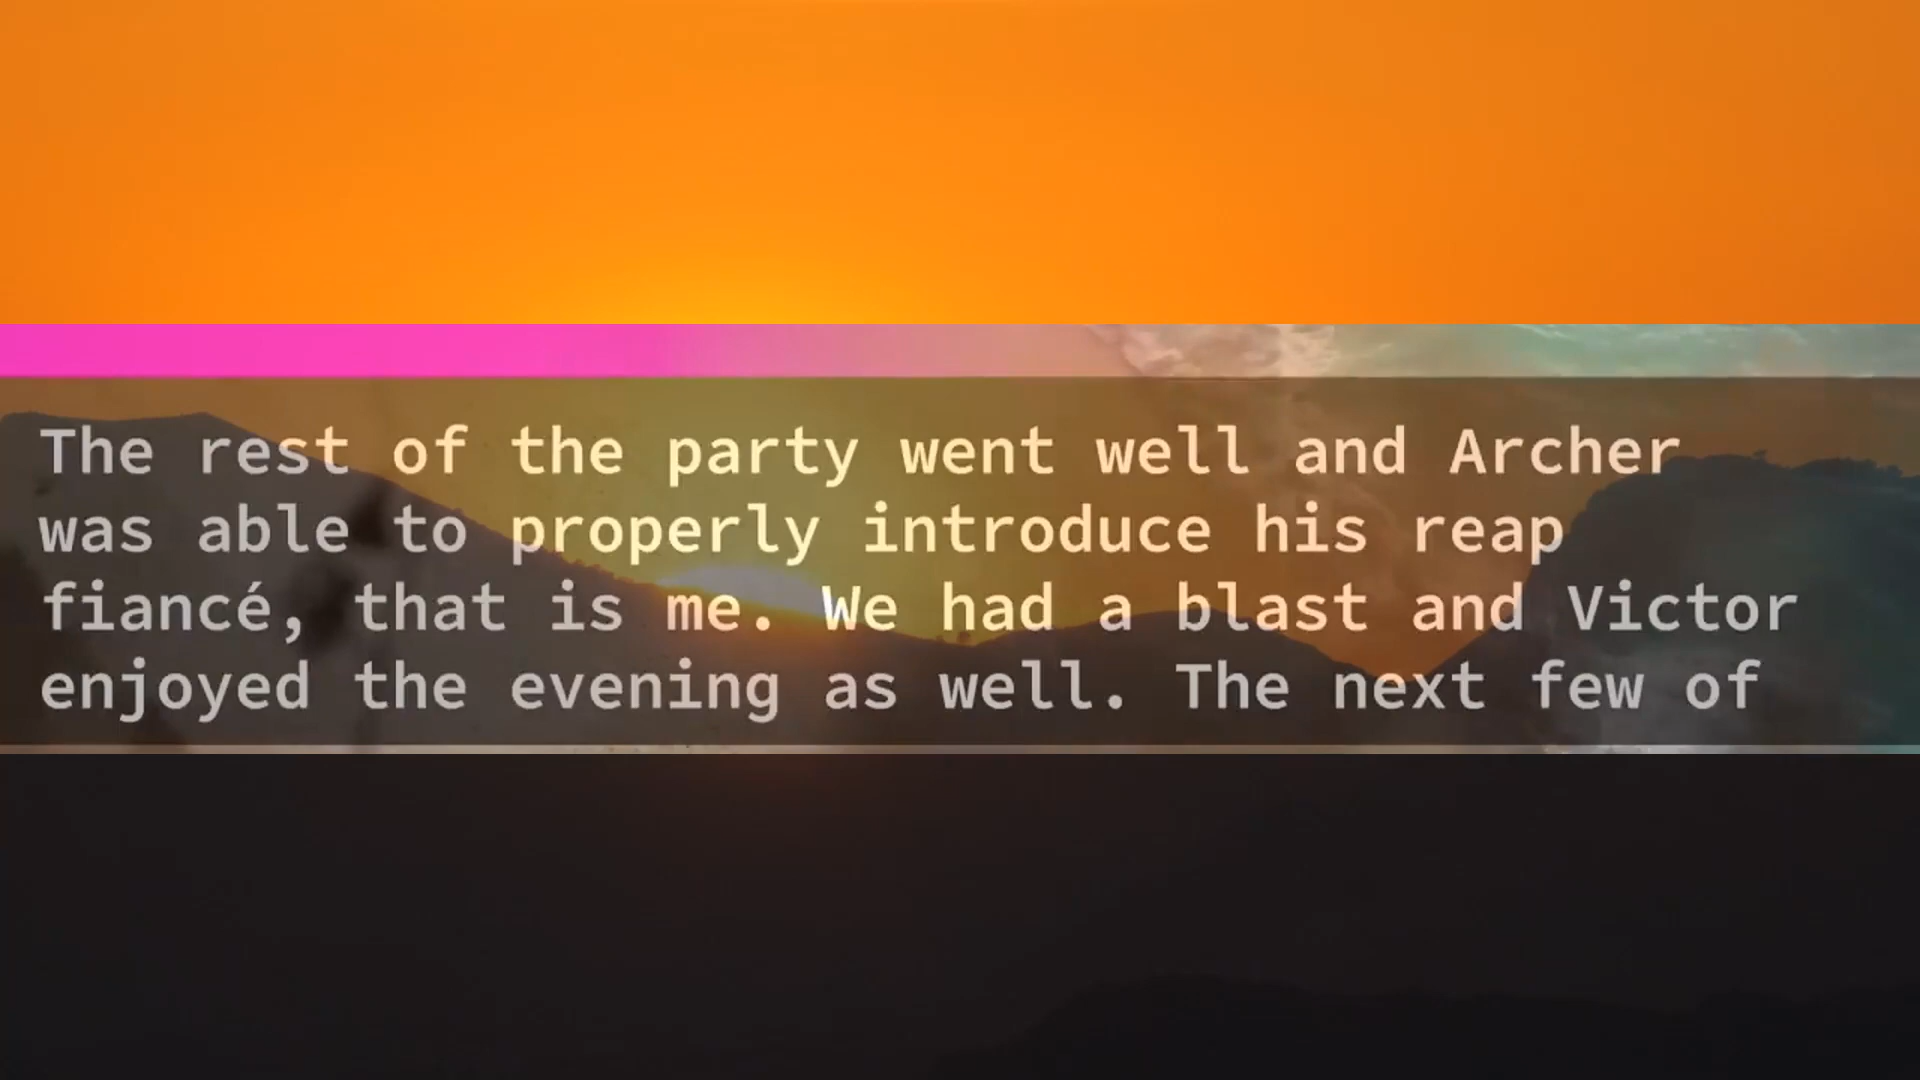 The rest of the party went well and Archer
was able to properly introduce his reap
fiancé, that is me. We had a blast and Victor
enjoyed the evening as well. The next few of